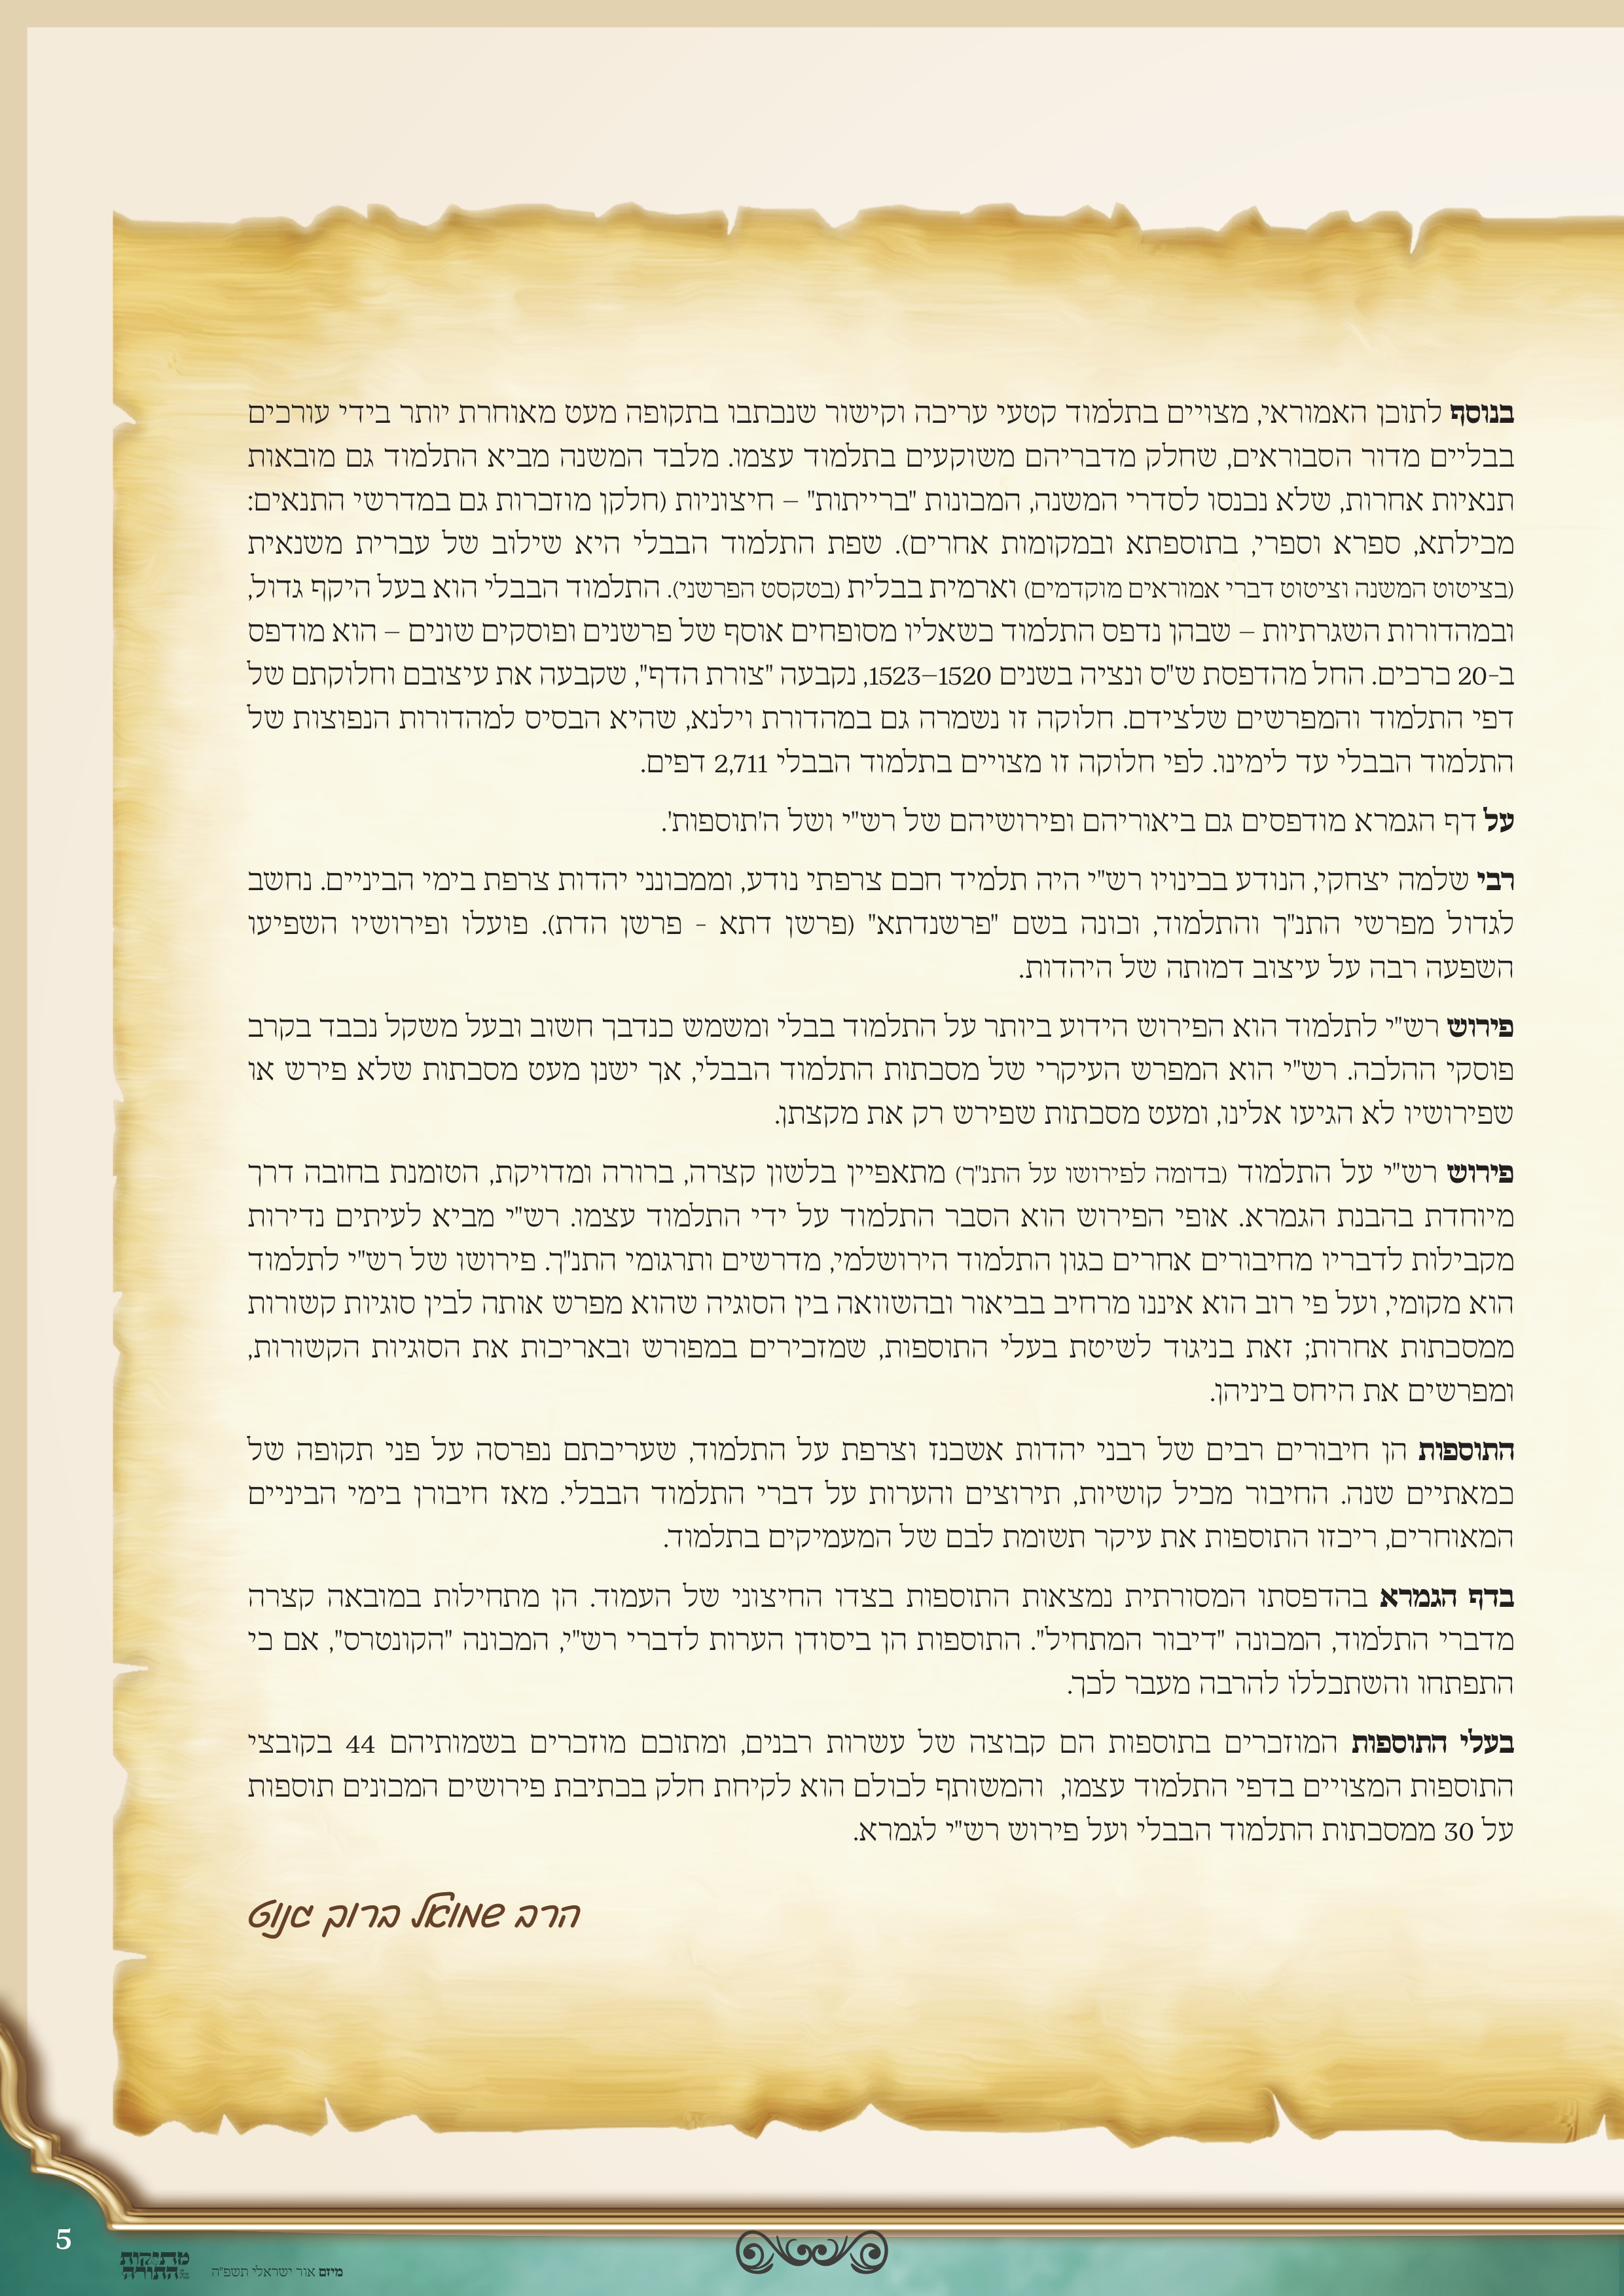 בנוסף לתוכן האמוראי, מצויים בתלמוד קטעי עריכה וקישור שנכתבו בתקופה מעט מאוחרת יותר בידי עורכים
בבליים מדור הסבוראים, שחלק מדבריהם משוקעים בתלמוד עצמו. מלבד המשנה מביא התלמוד גם מובאות
תנאיות אחרות, שלא נכנסו לסדרי המשנה, המכונות "ברייתות" – חיצוניות (חלקן מוזכרות גם במדרשי התנאים:
מכילתא, ספרא וספרי, בתוספתא ובמקומות אחרים). שפת התלמוד הבבלי היא שילוב של עברית משנאית
(בציטוט המשנה וציטוט דברי אמוראים מוקדמים) וארמית בבלית (בטקסט הפרשני). התלמוד הבבלי הוא בעל היקף גדול,
ובמהדורות השגרתיות – שבהן נדפס התלמוד כשאליו מסופחים אוסף של פרשנים ופוסקים שונים – הוא מודפס
ב-20 כרכים. החל מהדפסת ש"ס ונציה בשנים 1520–1523, נקבעה "צורת הדף", שקבעה את עיצובם וחלוקתם של
דפי התלמוד והמפרשים שלצידם. חלוקה זו נשמרה גם במהדורת וילנא, שהיא הבסיס למהדורות הנפוצות של
התלמוד הבבלי עד לימינו. לפי חלוקה זו מצויים בתלמוד הבבלי 2,711 דפים.
על דף הגמרא מודפסים גם ביאוריהם ופירושיהם של רש"י ושל ה'תוספות'.
רבי שלמה יצחקי, הנודע בכינויו רש"י היה תלמיד חכם צרפתי נודע, וממכונני יהדות צרפת בימי הביניים. נחשב
לגדול מפרשי התנ"ך והתלמוד, וכונה בשם "פרשנדתא" (פרשן דתא - פרשן הדת). פועלו ופירושיו השפיעו
השפעה רבה על עיצוב דמותה של היהדות.
פירוש רש"י לתלמוד הוא הפירוש הידוע ביותר על התלמוד בבלי ומשמש כנדבך חשוב ובעל משקל נכבד בקרב
פוסקי ההלכה. רש"י הוא המפרש העיקרי של מסכתות התלמוד הבבלי, אך ישנן מעט מסכתות שלא פירש או
שפירושיו לא הגיעו אלינו, ומעט מסכתות שפירש רק את מקצתן.
פירוש רש"י על התלמוד (בדומה לפירושו על התנ"ך) מתאפיין בלשון קצרה, ברורה ומדויקת, הטומנת בחובה דרך
מיוחדת בהבנת הגמרא. אופי הפירוש הוא הסבר התלמוד על ידי התלמוד עצמו. רש"י מביא לעיתים נדירות
מקבילות לדבריו מחיבורים אחרים כגון התלמוד הירושלמי, מדרשים ותרגומי התנ"ך. פירושו של רש"י לתלמוד
הוא מקומי, ועל פי רוב הוא איננו מרחיב בביאור ובהשוואה בין הסוגיה שהוא מפרש אותה לבין סוגיות קשורות
ממסכתות אחרות; זאת בניגוד לשיטת בעלי התוספות, שמזכירים במפורש ובאריכות את הסוגיות הקשורות,
ומפרשים את היחס ביניהן.
התוספות הן חיבורים רבים של רבני יהדות אשכנז וצרפת על התלמוד, שעריכתם נפרסה על פני תקופה של
כמאתיים שנה. החיבור מכיל קושיות, תירוצים והערות על דברי התלמוד הבבלי. מאז חיבורן בימי הביניים
המאוחרים, ריכזו התוספות את עיקר תשומת לבם של המעמיקים בתלמוד.
בדף הגמרא בהדפסתו המסורתית נמצאות התוספות בצדו החיצוני של העמוד. הן מתחילות במובאה קצרה
מדברי התלמוד, המכונה "דיבור המתחיל". התוספות הן ביסודן הערות לדברי רש"י, המכונה "הקונטרס", אם כי
התפתחו והשתכללו להרבה מעבר לכך.
בעלי התוספות המוזכרים בתוספות הם קבוצה של עשרות רבנים, ומתוכם מוזכרים בשמותיהם 44 בקובצי
התוספות המצויים בדפי התלמוד עצמו, והמשותף לכולם הוא לקיחת חלק בכתיבת פירושים המכונים תוספות
על 30 ממסכתות התלמוד הבבלי ועל פירוש רש"י לגמרא.
הרב שמואל ברוך גנוט
5
מתיקות
התורה
מיזם אור ישראלי תשפ"ה